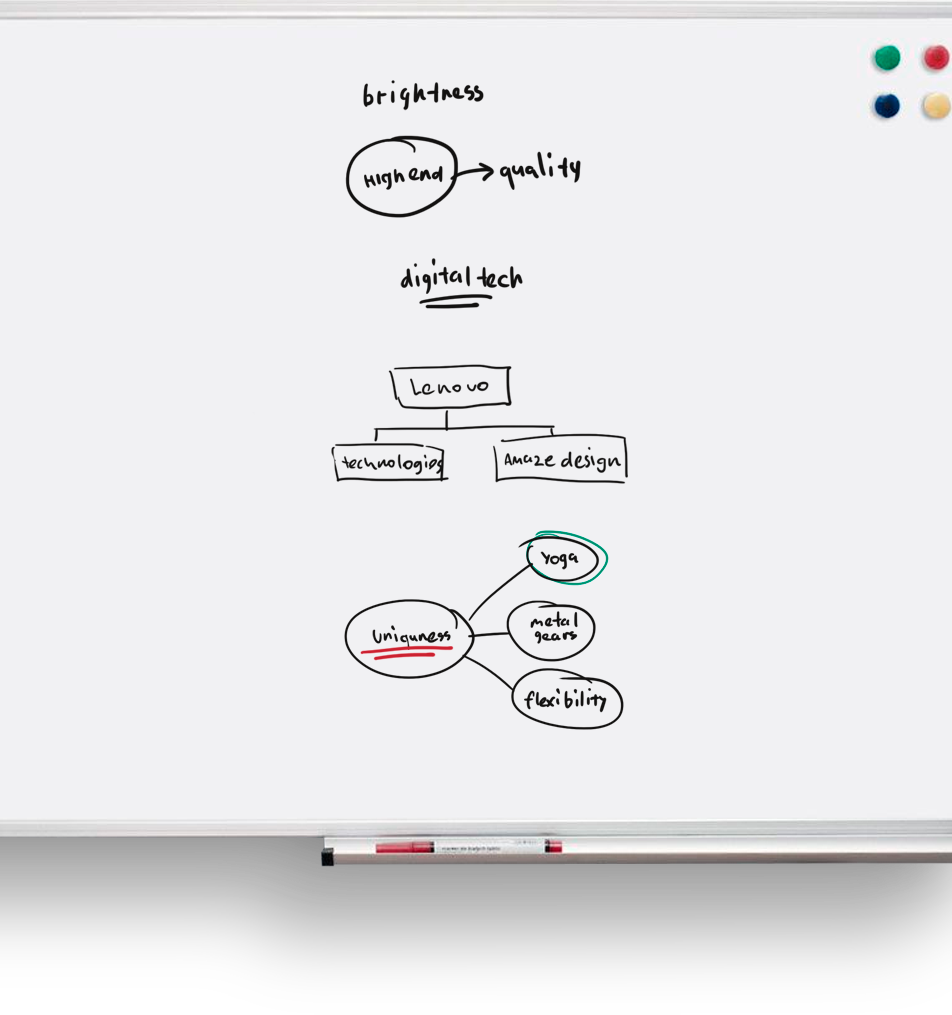 brightness
High end → quality
digital tech
Lenovo
technologies
Amaze design
yoga
uniquness
metal
gears
flexibility